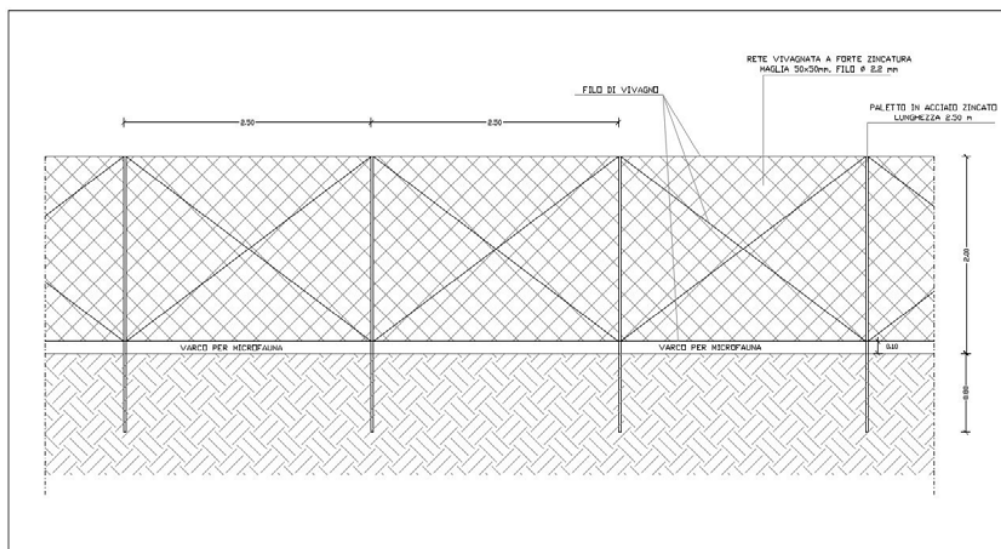 RETE VIVAGNATA A FORTE ZINCATURA
MAGLIA 50x50mm. FILO Ø 2.2 mm
FILO DI VIVAGNO
PALETTO IN ACCIAIO ZINCATO
LUNGHEZZA 2.50 m
2.50
2.50
2.00
VARCO PER MICROFAUNA
VARCO PER MICROFAUNA
0.10
0.80